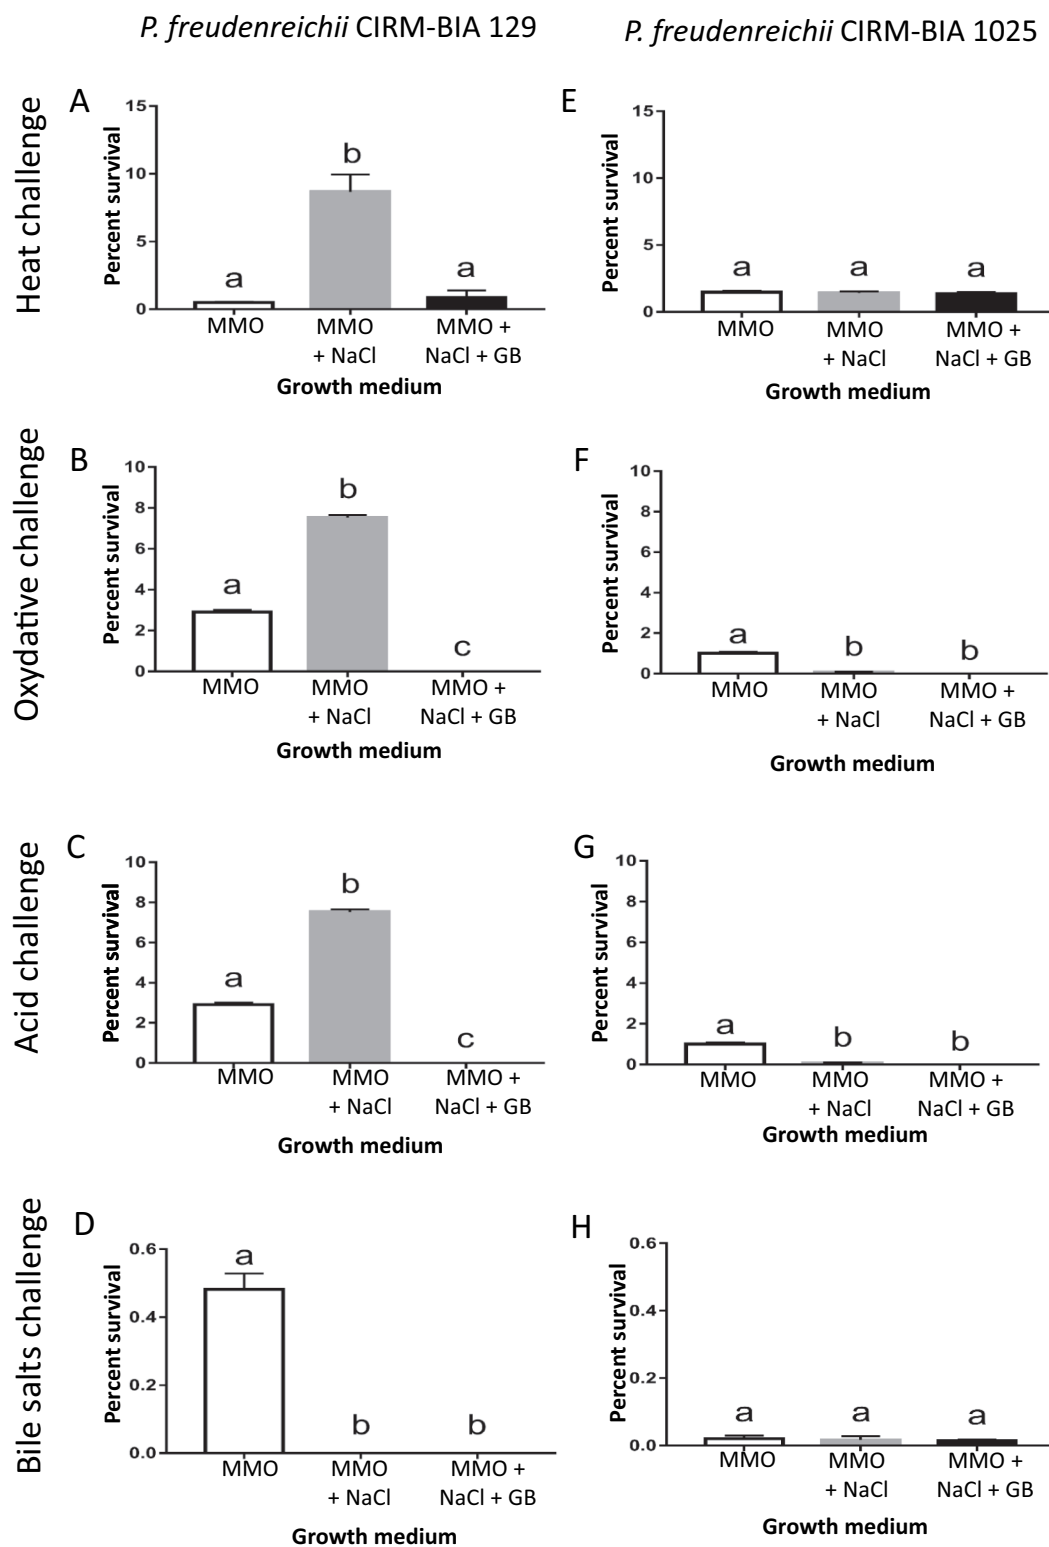 P. freudenreichii CIRM-BIA 129
P. freudenreichii CIRM-BIA 1025
Heat challenge
A
Percent survival
15
10
5
0
a
b
a
MMO
MMO
+ NaCl
MMO +
NaCl + GB
Growth medium
E
Percent survival
15
10
5
0
a
a
a
MMO
MMO
+ NaCl
MMO +
NaCl + GB
Growth medium
Oxydative challenge
B
Percent survival
10
8
6
4
2
0
a
b
c
MMO
MMO
+ NaCl
MMO +
NaCl + GB
Growth medium
F
Percent survival
10
8
6
4
2
0
a
b
b
MMO
MMO
+ NaCl
MMO +
NaCl + GB
Growth medium
Acid challenge
C
Percent survival
10
8
6
4
2
0
a
b
c
MMO
MMO
+ NaCl
MMO +
NaCl + GB
Growth medium
G
Percent survival
10
8
6
4
2
0
a
b
b
MMO
MMO
+ NaCl
MMO +
NaCl + GB
Growth medium
Bile salts challenge
D
Percent survival
0.6
0.4
0.2
0.0
a
b
b
MMO
MMO
+ NaCl
MMO +
NaCl + GB
Growth medium
H
Percent survival
0.6
0.4
0.2
0.0
a
a
a
MMO
MMO
+ NaCl
MMO +
NaCl + GB
Growth medium